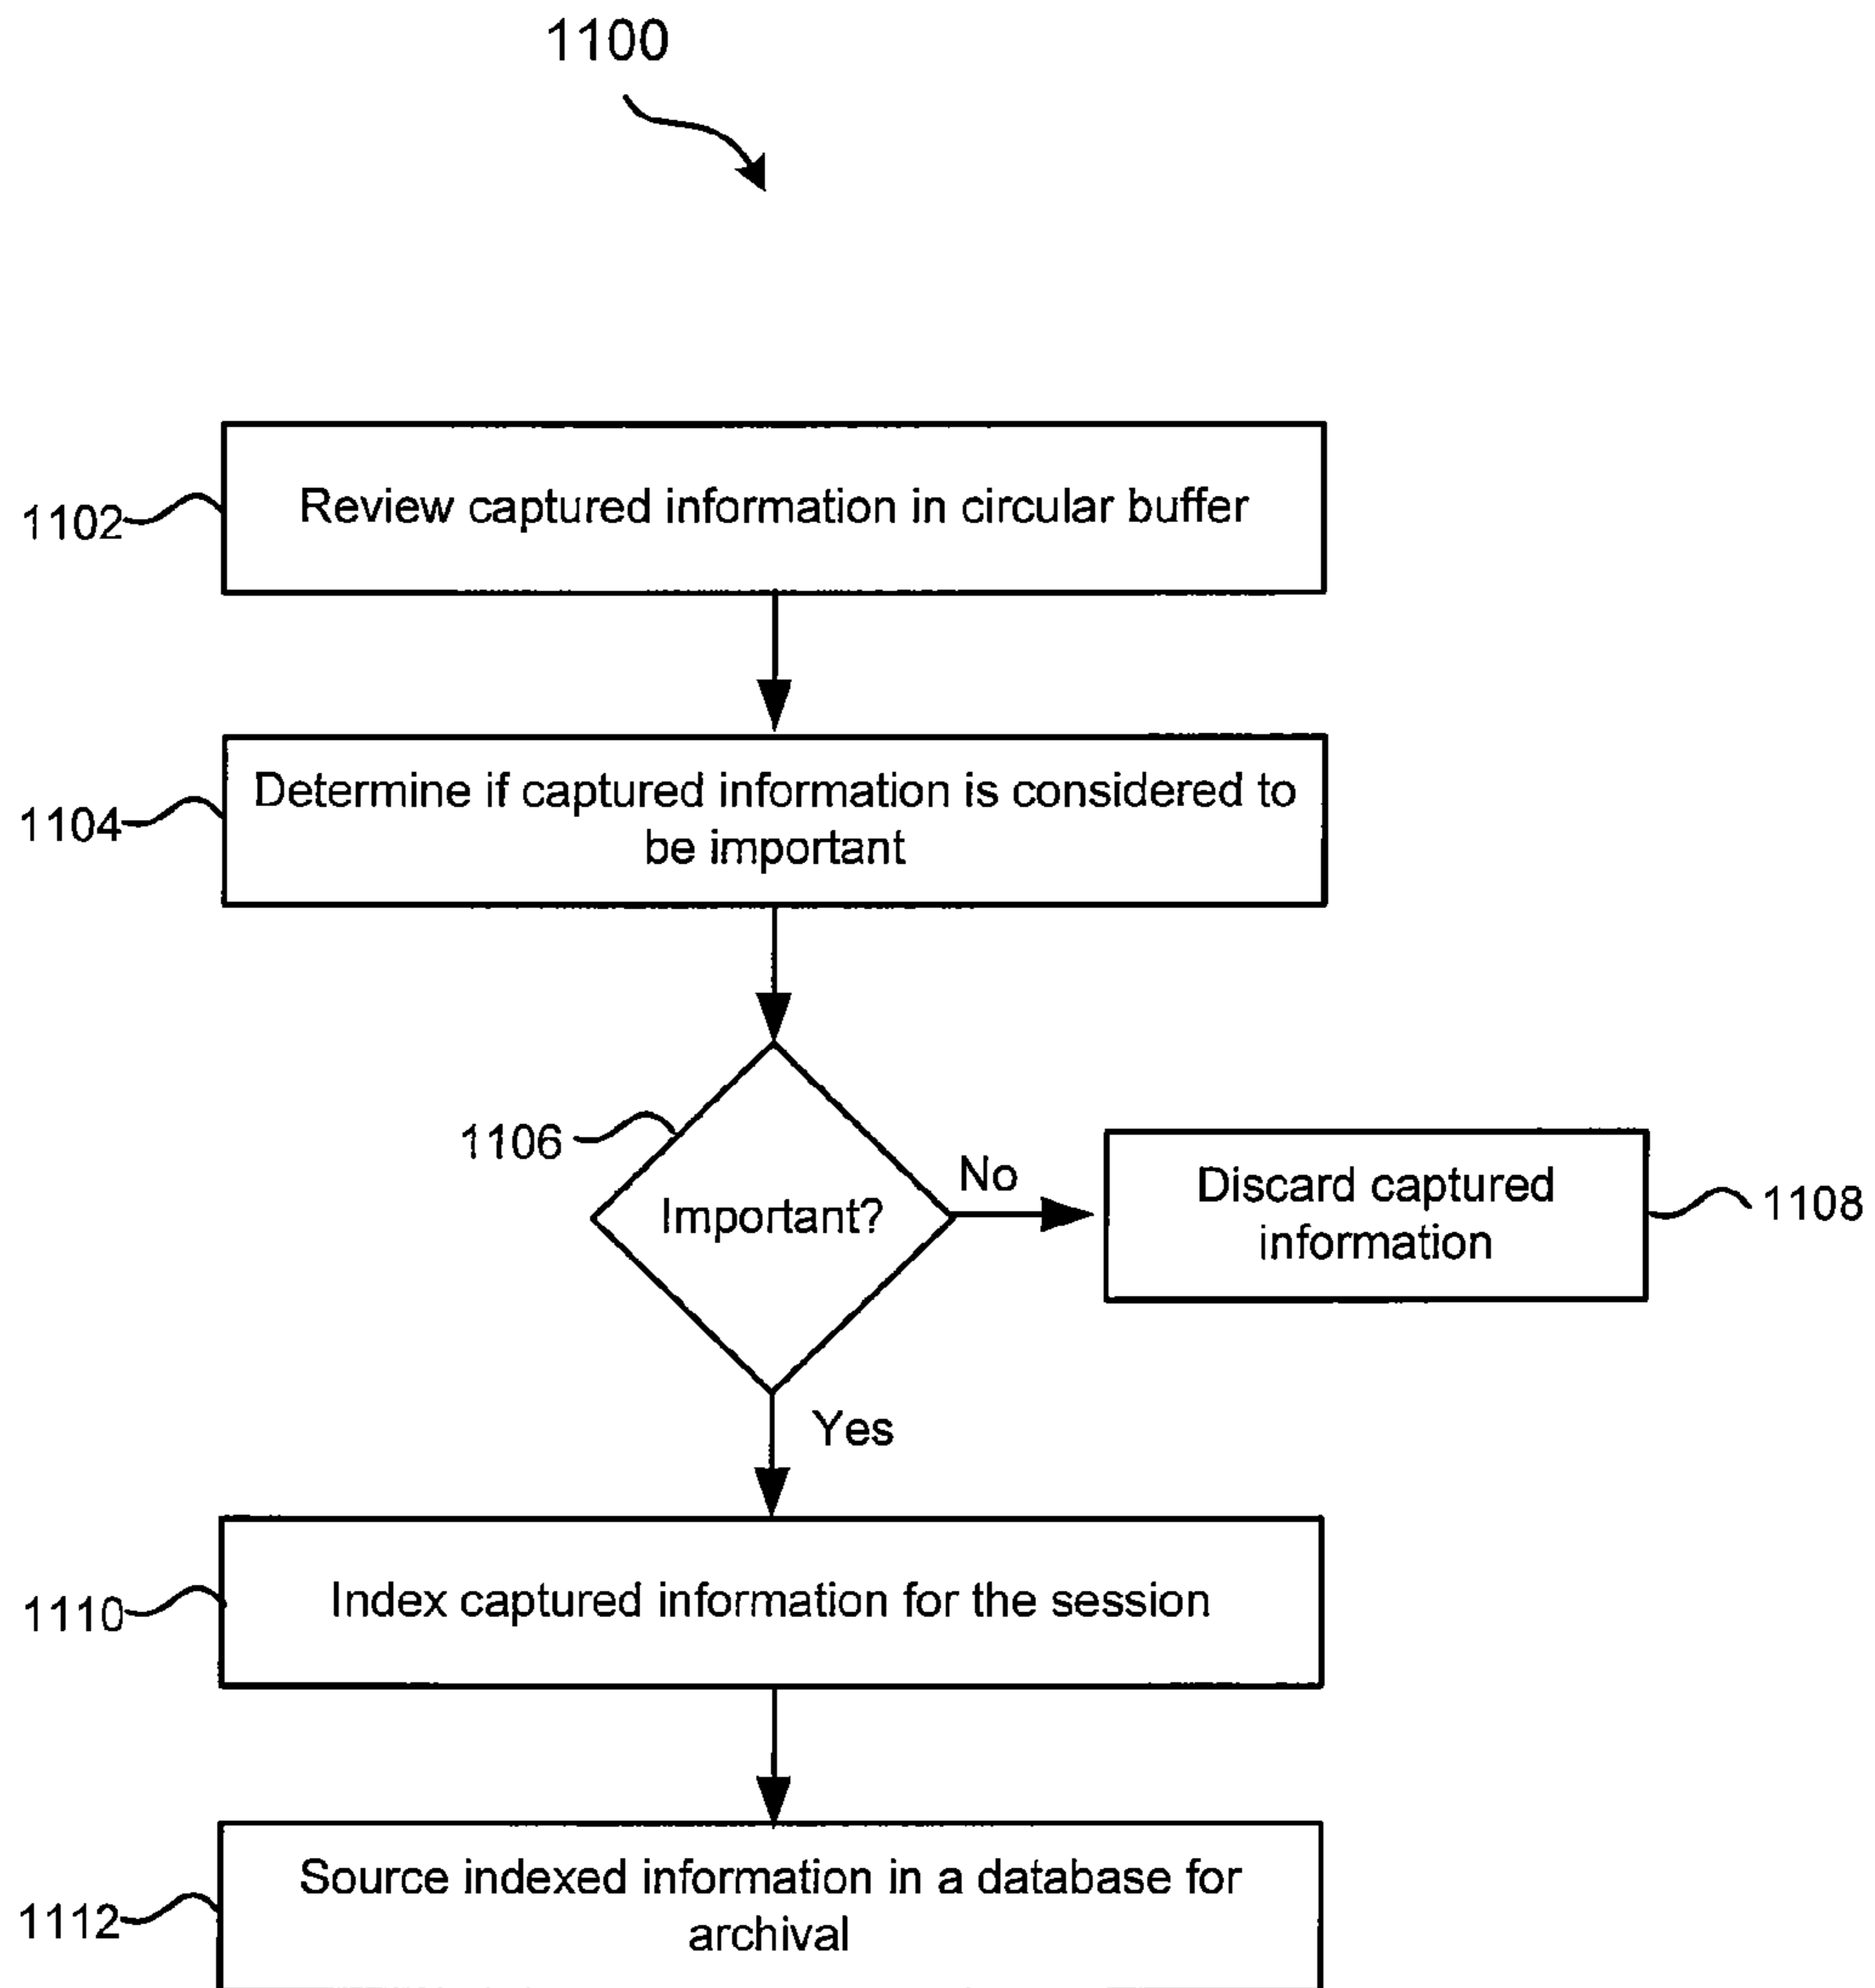 1100
1102
Review captured information in circular buffer
1104
Determine if captured information is considered to
be important
1106
Important?
No
Discard captured
information
1108
Yes
1110
Index captured information for the session
1112
Source indexed information in a database for
archival